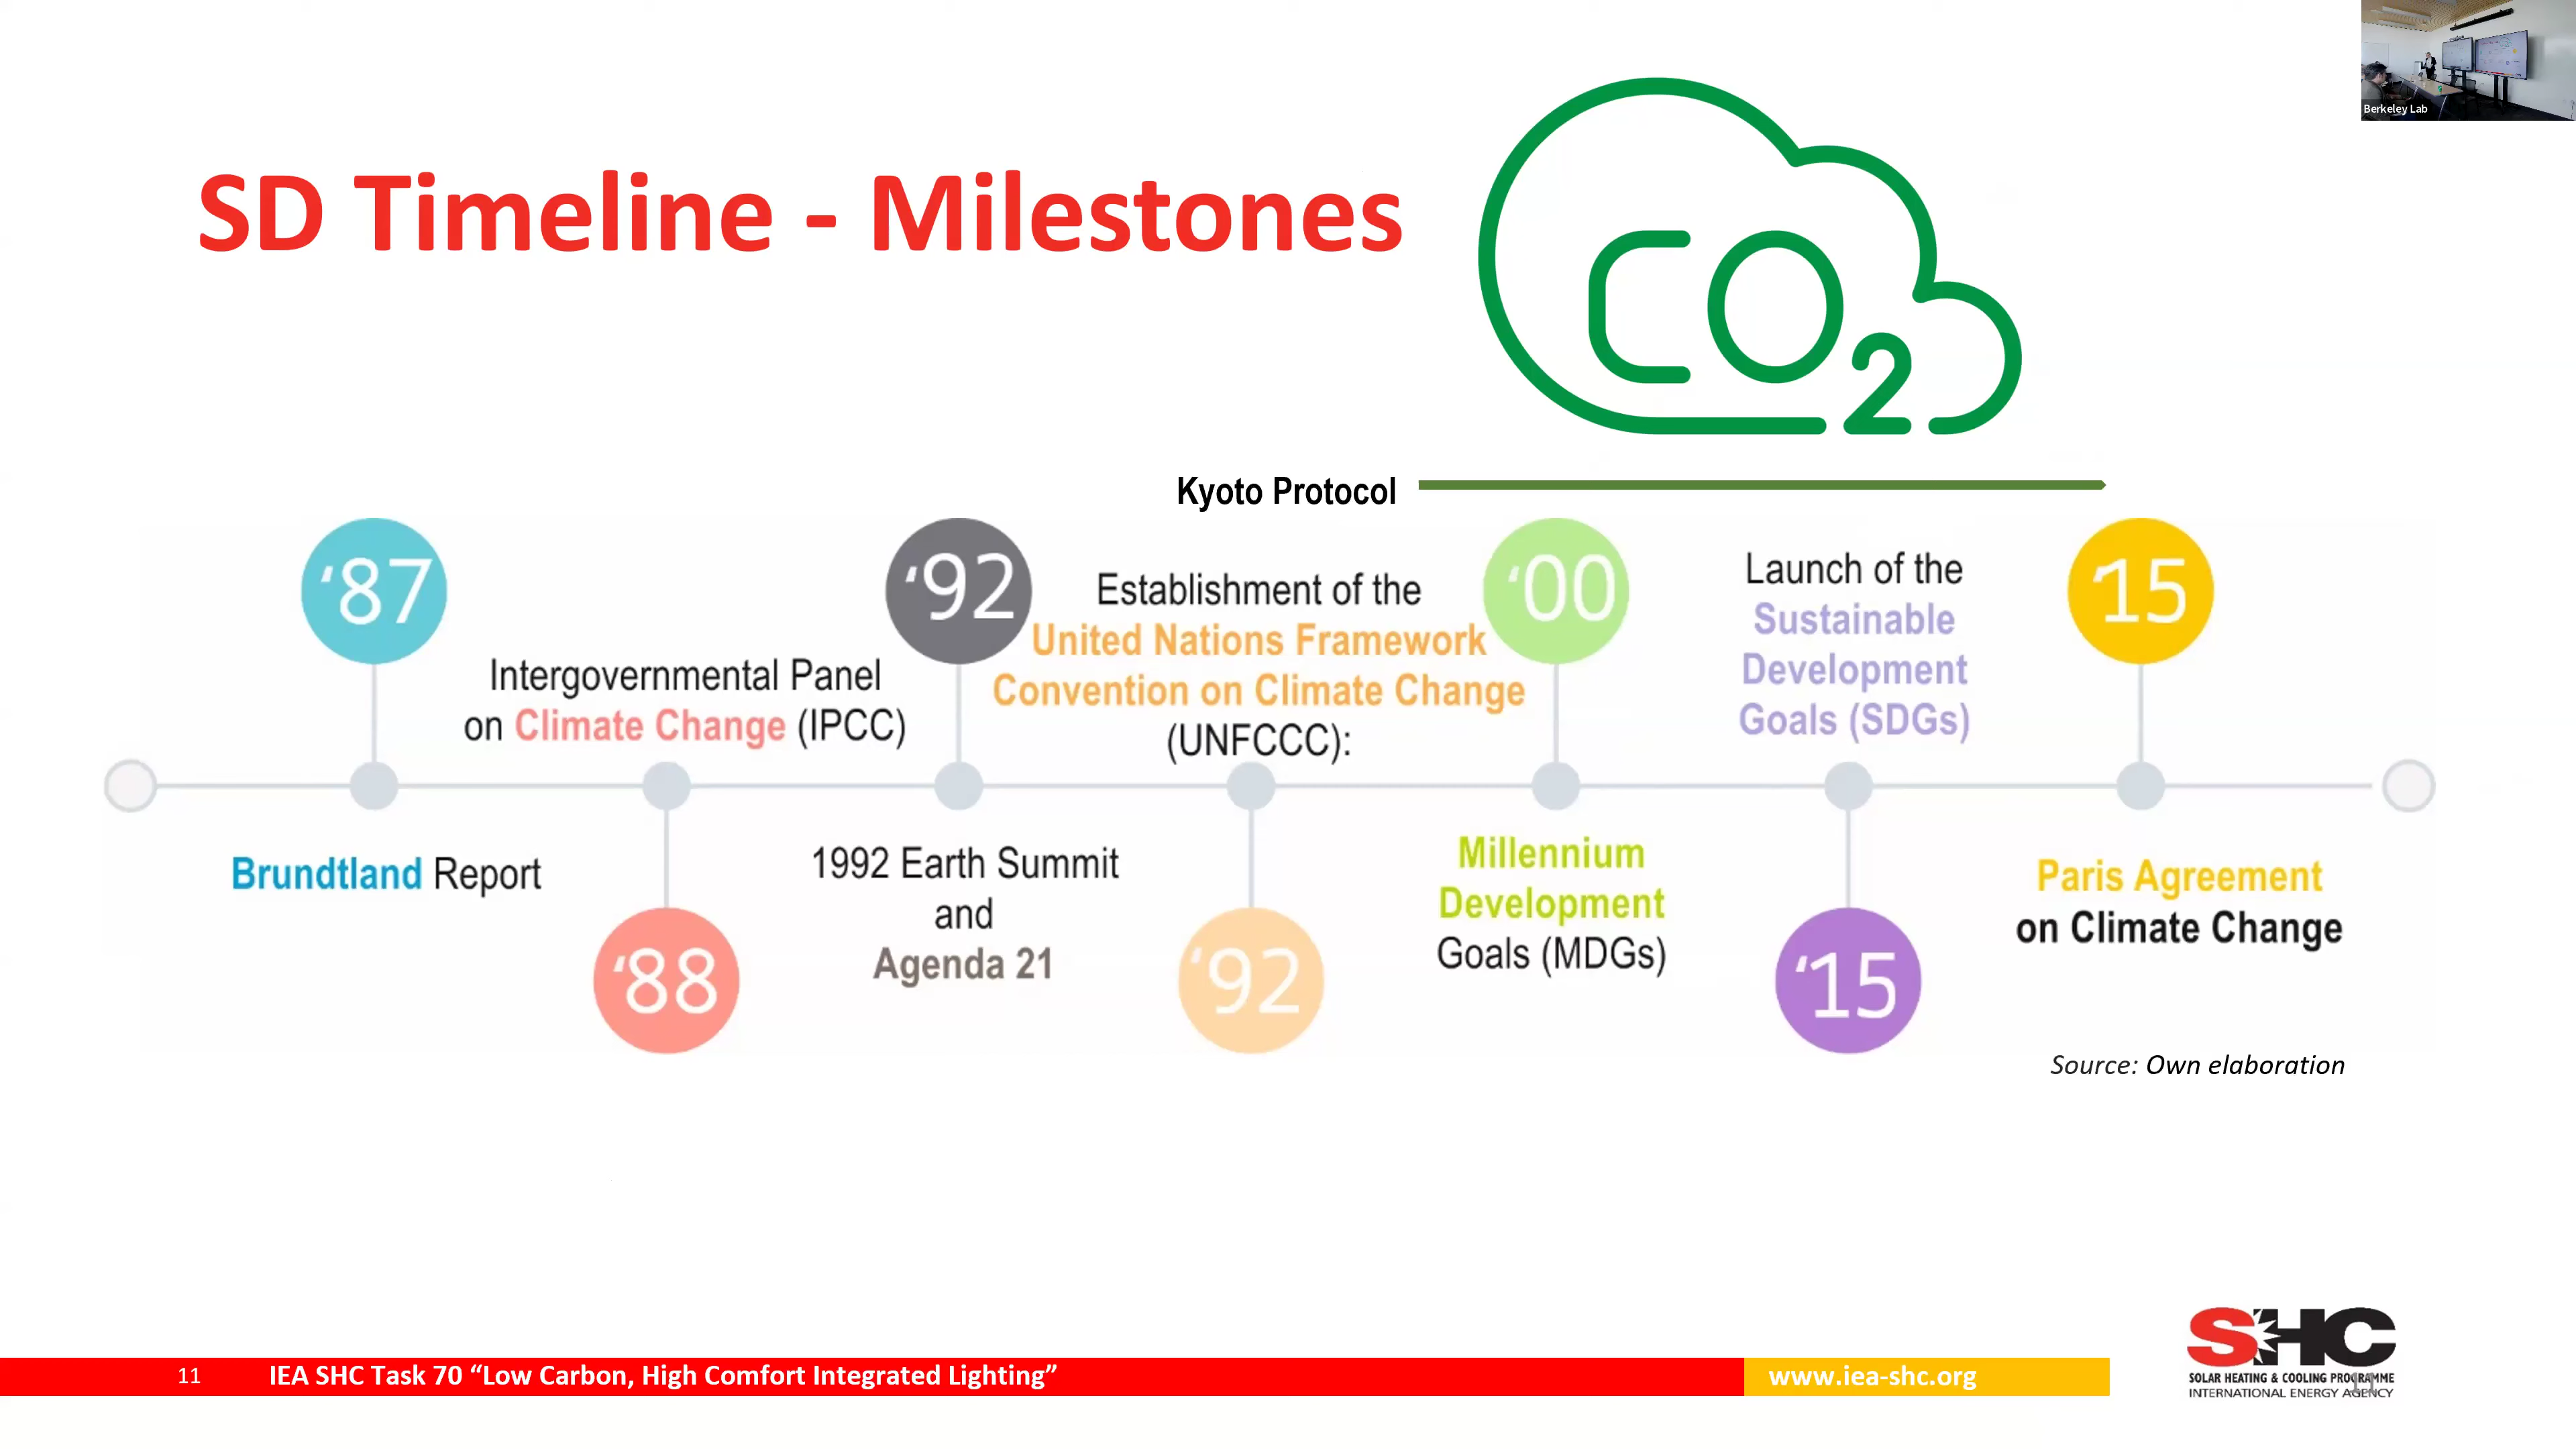 Berkeley Lab
SD Timeline - Milestones
CO2
Kyoto Protocol
‘87
‘92
‘00
‘15
Intergovernmental Panel
on Climate Change (IPCC)
Establishment of the
United Nations Framework
Convention on Climate Change
(UNFCCC):
Launch of the
Sustainable
Development
Goals (SDGs)
Brundtland Report
1992 Earth Summit
and
Agenda 21
Millennium
Development
Goals (MDGs)
Paris Agreement
on Climate Change
‘88
‘92
‘15
Source: Own elaboration
11
IEA SHC Task 70 “Low Carbon, High Comfort Integrated Lighting”
www.iea-shc.org
SHC
SOLAR HEATING & COOLING PROGRAMME
INTERNATIONAL ENERGY AGENCY
11